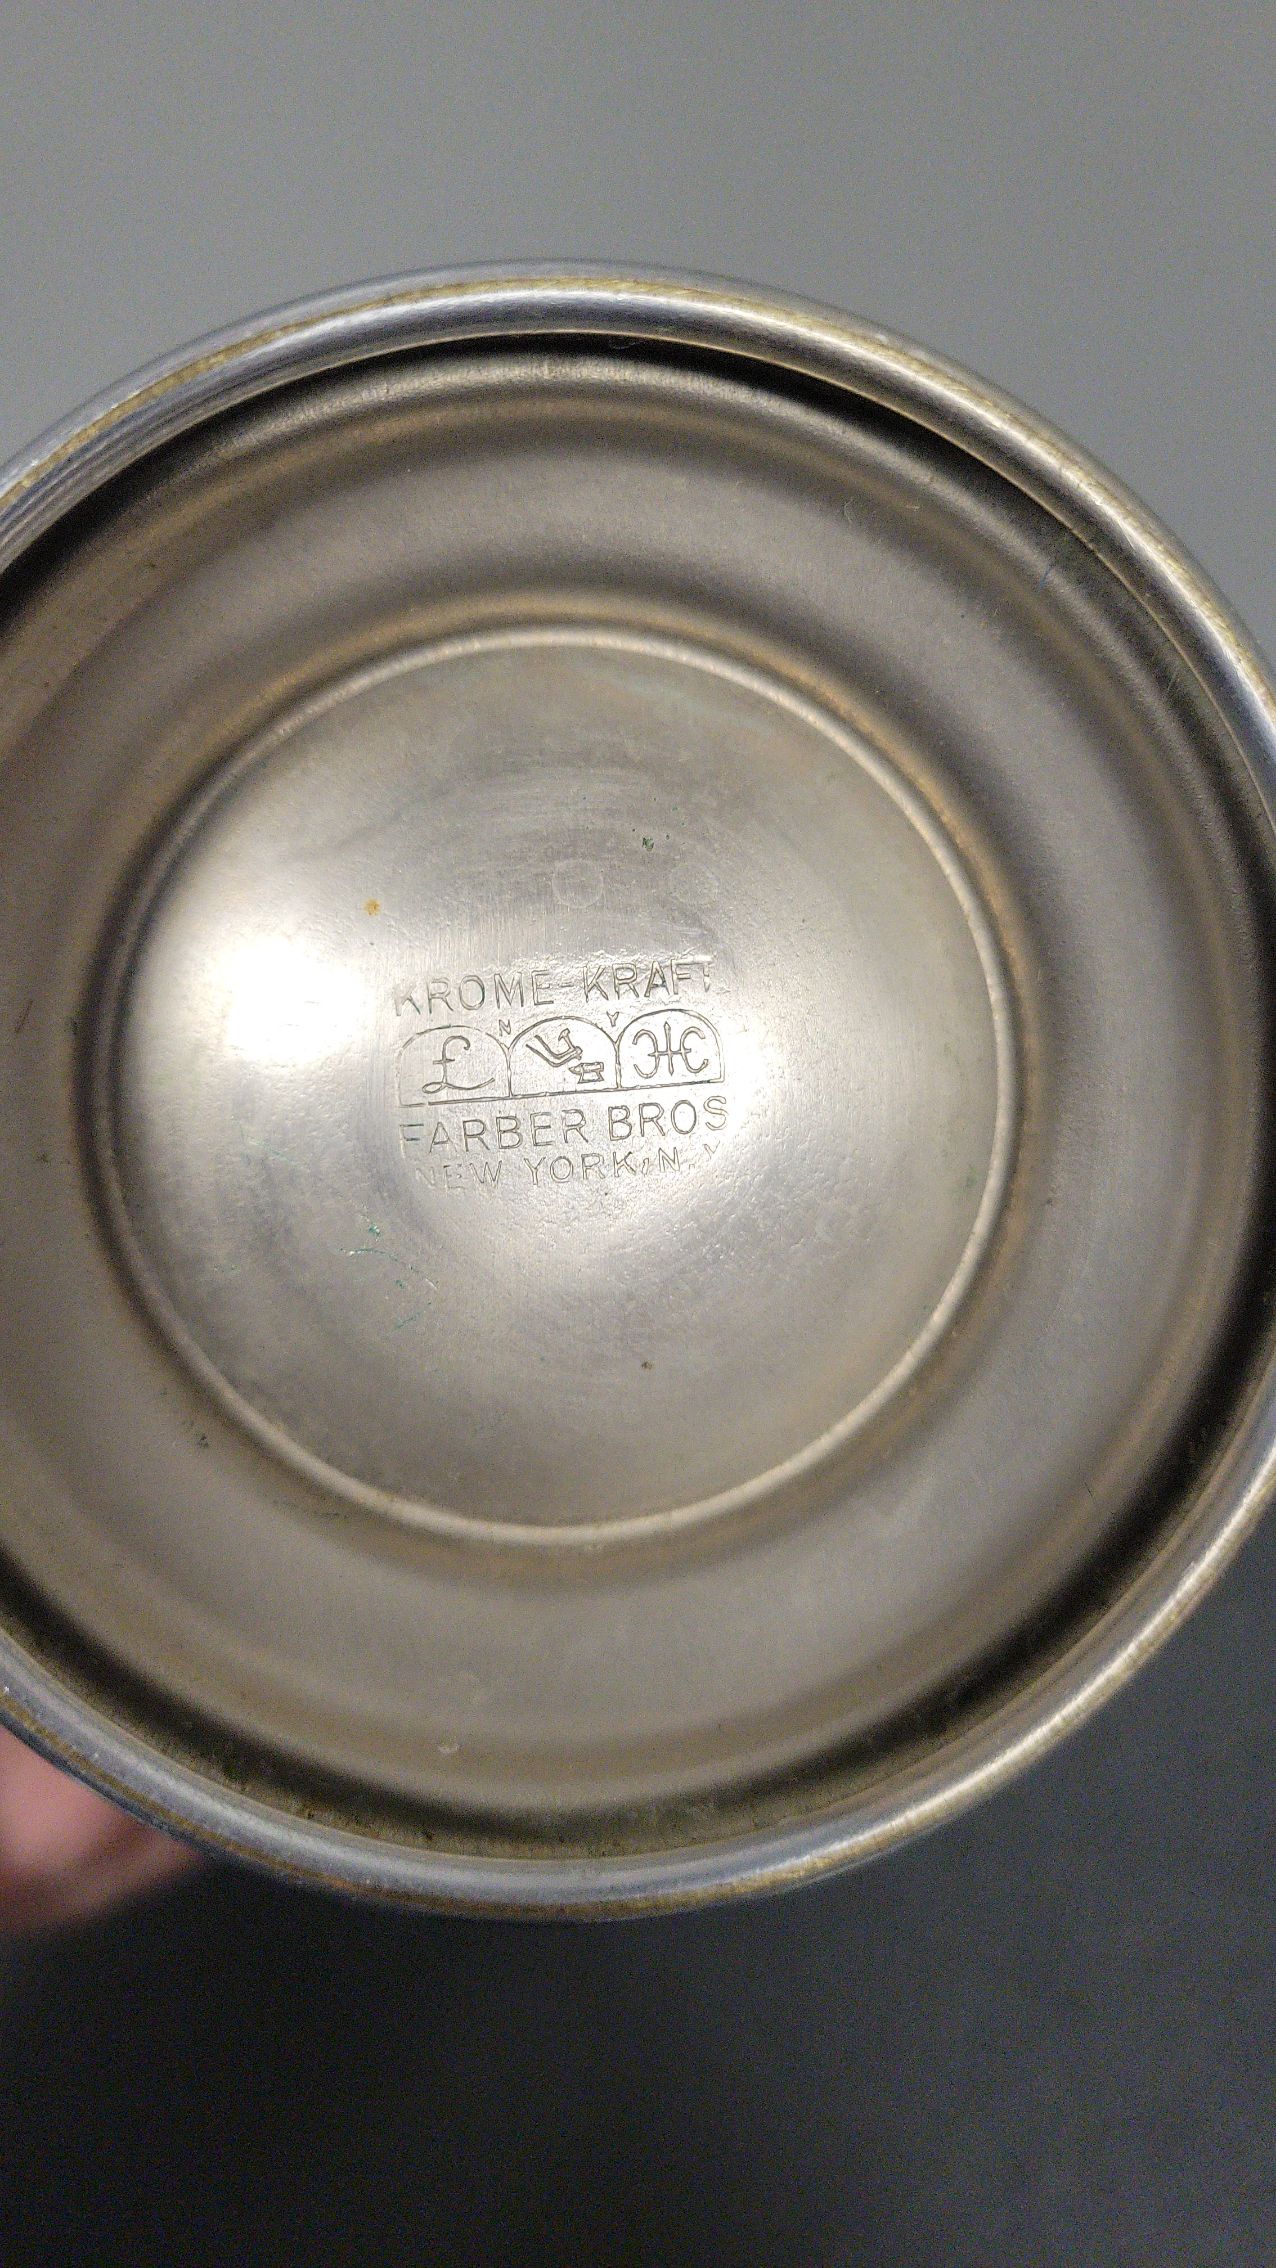 KROME-KRAFT
N Y
£
FARBER BROS
NEW YORK, N.Y